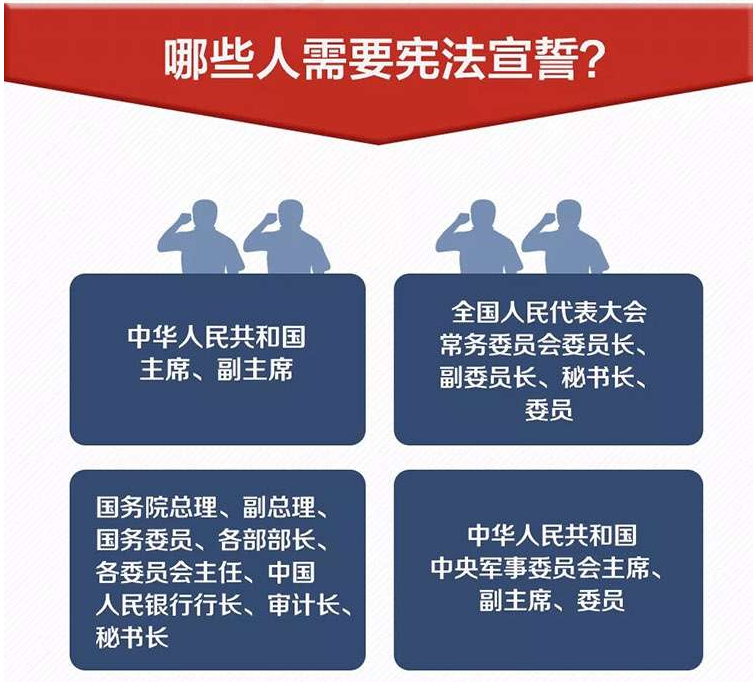 哪些人需要宪法宣誓?
中华人民共和国
主席、副主席
全国人民代表大会
常务委员会委员长、
副委员长、秘书长、
委员
国务院总理、副总理、
国务委员、各部部长、
各委员会主任、中国
人民银行行长、审计长、
秘书长
中华人民共和国
中央军事委员会主席、
副主席、委员